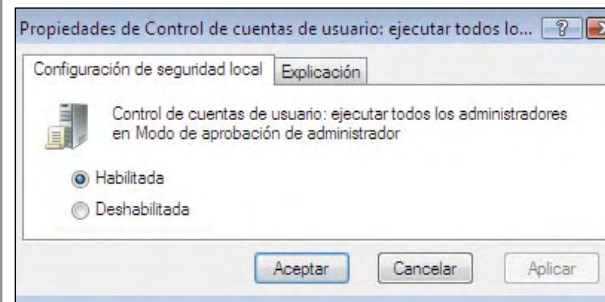 Propiedades de Control de cuentas de usuario: ejecutar todos lo...
Configuración de seguridad local
Explicación
Control de cuentas de usuario: ejecutar todos los administradores
en Modo de aprobación de administrador
Habilitada
Deshabilitada
Aceptar
Cancelar
Aplicar